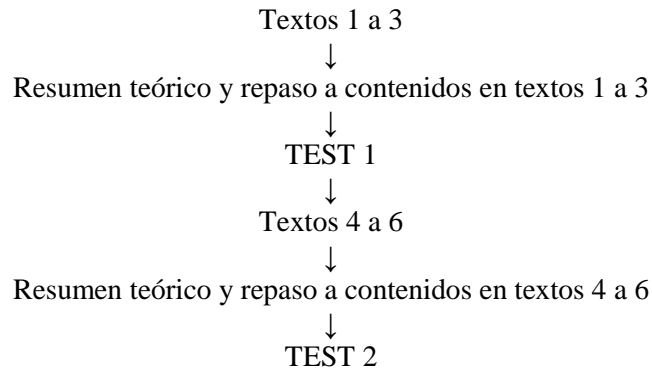 Textos 1 a 3
↓
Resumen teórico y repaso a contenidos en textos 1 a 3
↓
TEST 1
↓
Textos 4 a 6
↓
Resumen teórico y repaso a contenidos en textos 4 a 6
↓
TEST 2